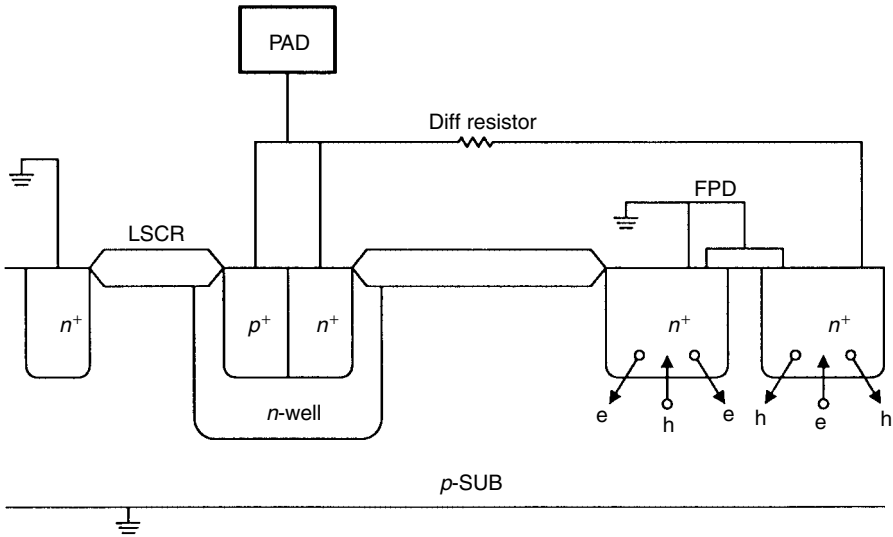 PAD
Diff resistor
FPD
LSCR
n+
p+
n+
n+
n+
n-well
e
h
e
h
e
h
p-SUB